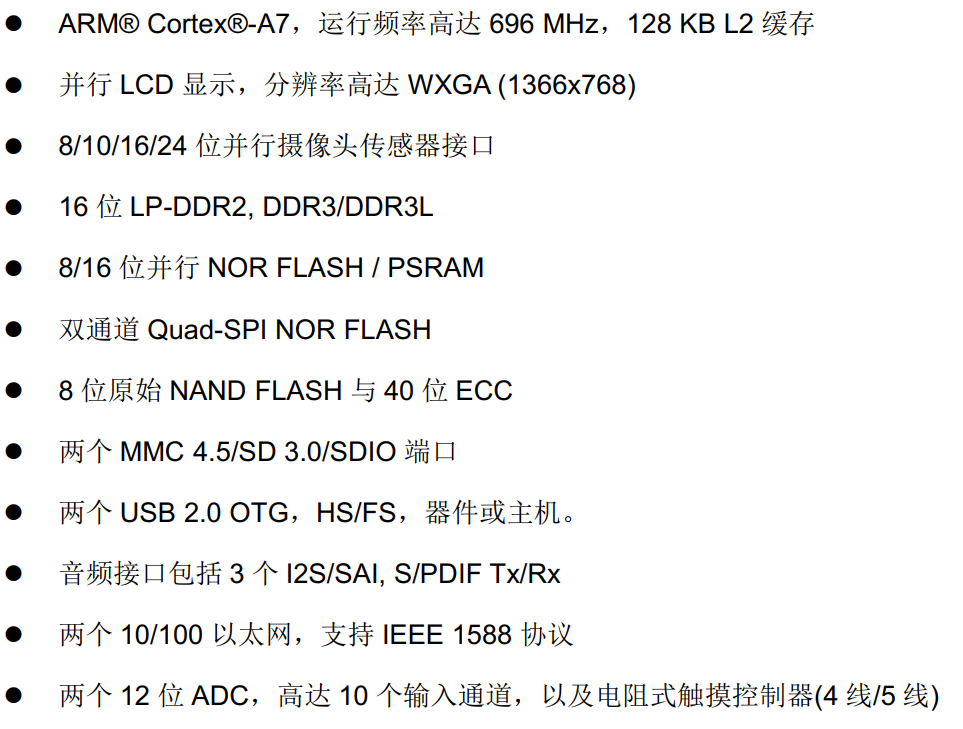 ● ARM® Cortex®-A7，运行频率高达 696 MHz，128 KB L2 缓存
● 并行 LCD 显示，分辨率高达 WXGA (1366x768)
● 8/10/16/24 位并行摄像头传感器接口
● 16 位 LP-DDR2, DDR3/DDR3L
● 8/16 位并行 NOR FLASH / PSRAM
● 双通道 Quad-SPI NOR FLASH
● 8 位原始 NAND FLASH 与 40 位 ECC
● 两个 MMC 4.5/SD 3.0/SDIO 端口
● 两个 USB 2.0 OTG，HS/FS，器件或主机。
● 音频接口包括 3 个 I2S/SAI, S/PDIF Tx/Rx
● 两个 10/100 以太网，支持 IEEE 1588 协议
● 两个 12 位 ADC，高达 10 个输入通道，以及电阻式触摸控制器(4 线/5 线)